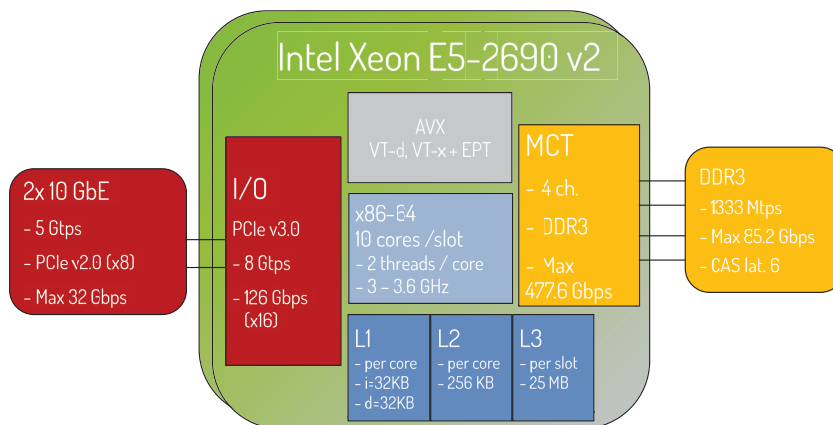 Intel Xeon E5-2690 v2
AVX
VT-d, VT-x + EPT
2x 10 GbE
- 5 Gtps
- PCIe v2.0 (x8)
- Max 32 Gbps
I/O
PCIe v3.0
- 8 Gtps
- 126 Gbps
(x16)
x86-64
10 cores /slot
- 2 threads / core
- 3 - 3.6 GHz
MCT
- 4 ch.
- DDR3
- Max
477.6 Gbps
DDR3
- 1333 Mtps
- Max 85.2 Gbps
- CAS lat. 6
L1
- per core
- i=32KB
- d=32KB
L2
- per core
- 256 KB
L3
- per slot
- 25 MB